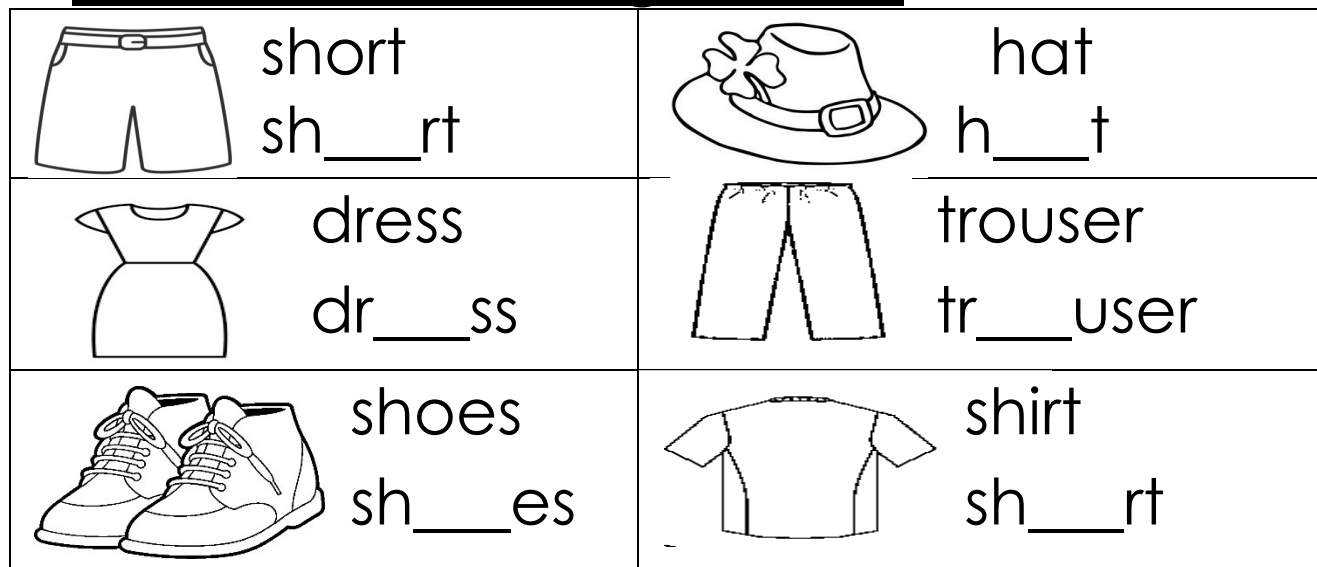 short
sh___rt
hat
h___t
dress
dr___ss
trouser
tr___user
shoes
sh___es
shirt
sh___rt